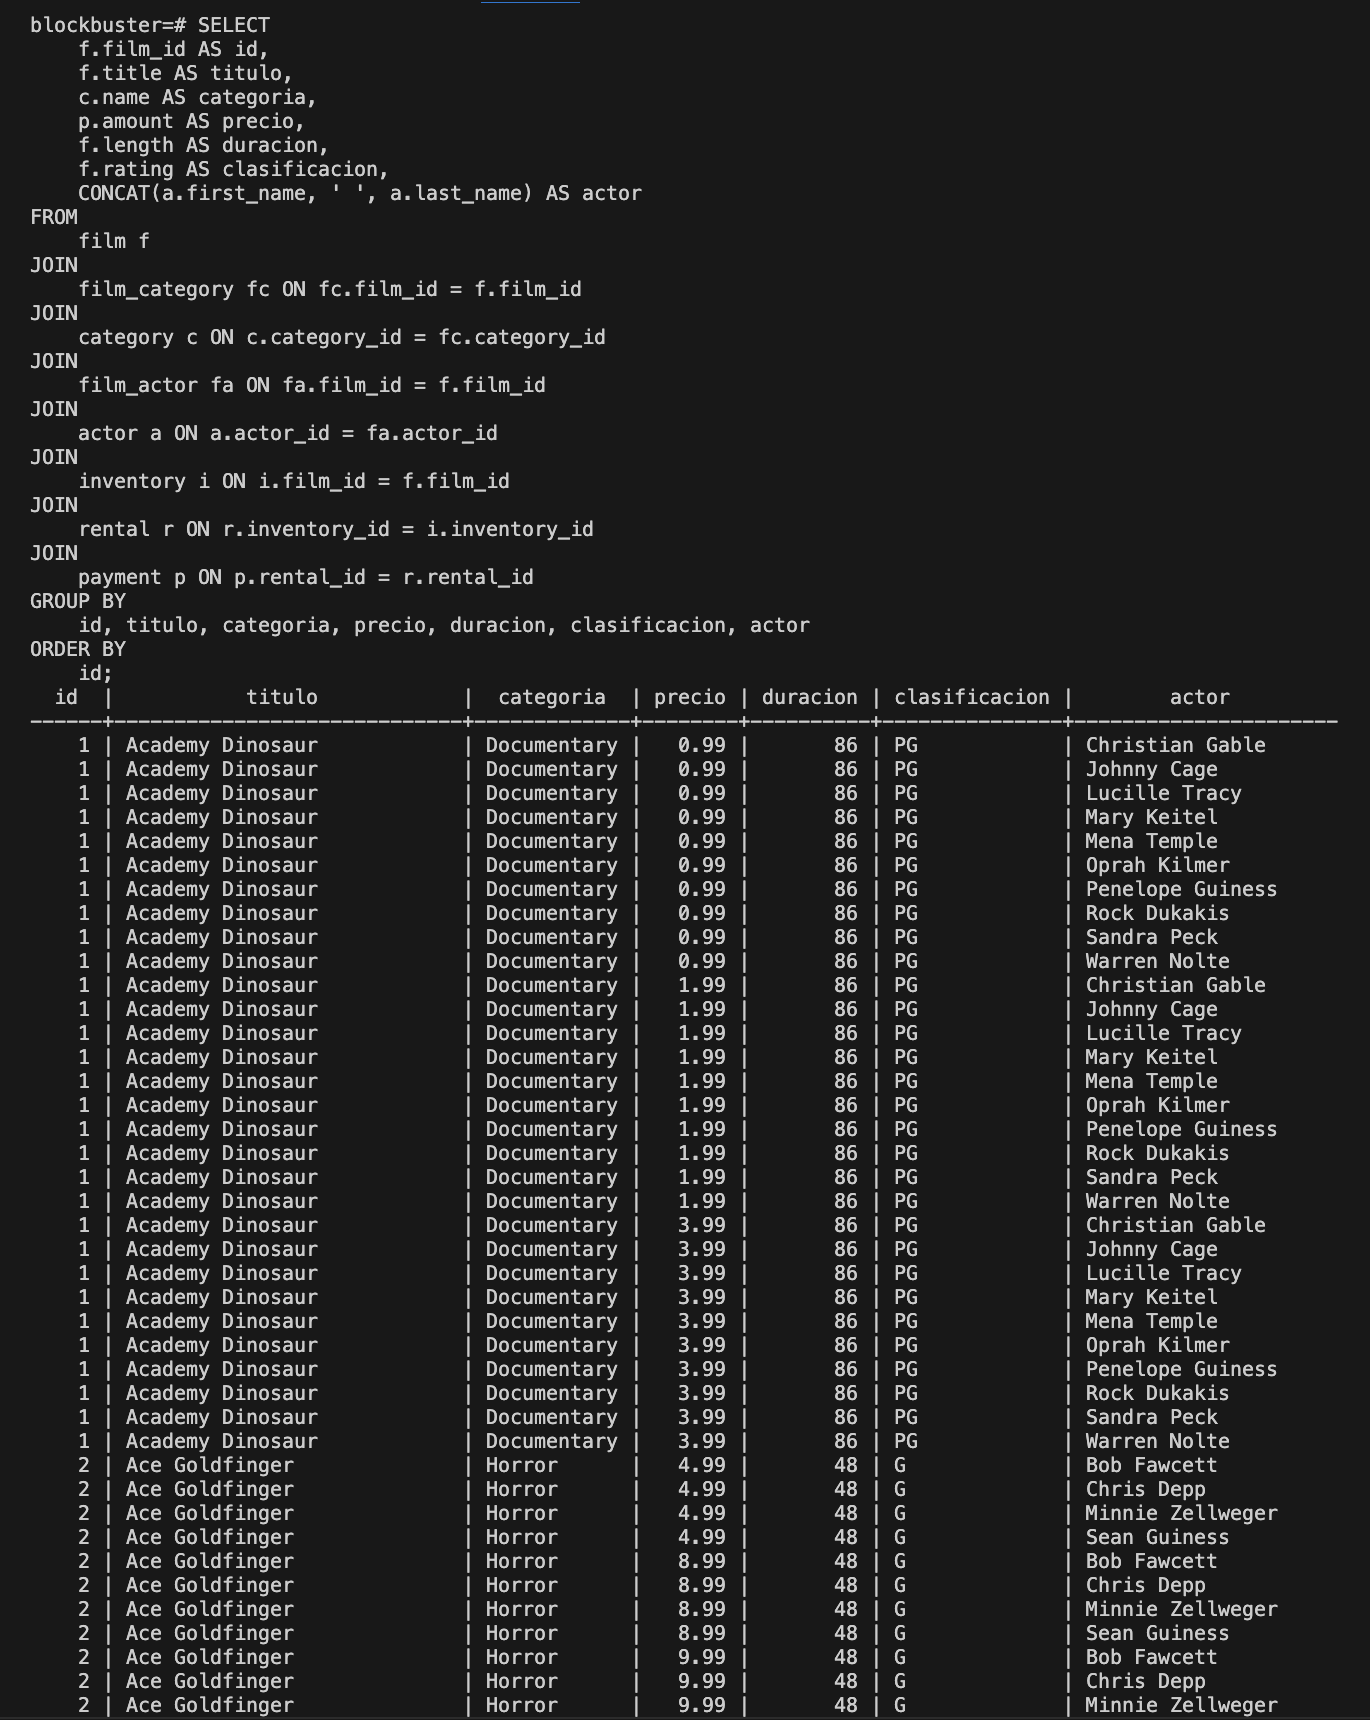 blockbuster=# SELECT
    f.film_id AS id,
    f.title AS titulo,
    c.name AS categoria,
    p.amount AS precio,
    f.length AS duracion,
    f.rating AS clasificacion,
    CONCAT(a.first_name, ' ', a.last_name) AS actor
FROM
    film f
JOIN
    film_category fc ON fc.film_id = f.film_id
JOIN
    category c ON c.category_id = fc.category_id
JOIN
    film_actor fa ON fa.film_id = f.film_id
JOIN
    actor a ON a.actor_id = fa.actor_id
JOIN
    inventory i ON i.film_id = f.film_id
JOIN
    rental r ON r.inventory_id = i.inventory_id
JOIN
    payment p ON p.rental_id = r.rental_id
GROUP BY
    id, titulo, categoria, precio, duracion, clasificacion, actor
ORDER BY
    id;
  id  |           titulo            |  categoria  | precio | duracion | clasificacion |        actor
------+-----------------------------+-------------+--------+----------+---------------+----------------------
    1 | Academy Dinosaur            | Documentary |   0.99 |       86 | PG            | Christian Gable
    1 | Academy Dinosaur            | Documentary |   0.99 |       86 | PG            | Johnny Cage
    1 | Academy Dinosaur            | Documentary |   0.99 |       86 | PG            | Lucille Tracy
    1 | Academy Dinosaur            | Documentary |   0.99 |       86 | PG            | Mary Keitel
    1 | Academy Dinosaur            | Documentary |   0.99 |       86 | PG            | Mena Temple
    1 | Academy Dinosaur            | Documentary |   0.99 |       86 | PG            | Oprah Kilmer
    1 | Academy Dinosaur            | Documentary |   0.99 |       86 | PG            | Penelope Guiness
    1 | Academy Dinosaur            | Documentary |   0.99 |       86 | PG            | Rock Dukakis
    1 | Academy Dinosaur            | Documentary |   0.99 |       86 | PG            | Sandra Peck
    1 | Academy Dinosaur            | Documentary |   0.99 |       86 | PG            | Warren Nolte
    1 | Academy Dinosaur            | Documentary |   1.99 |       86 | PG            | Christian Gable
    1 | Academy Dinosaur            | Documentary |   1.99 |       86 | PG            | Johnny Cage
    1 | Academy Dinosaur            | Documentary |   1.99 |       86 | PG            | Lucille Tracy
    1 | Academy Dinosaur            | Documentary |   1.99 |       86 | PG            | Mary Keitel
    1 | Academy Dinosaur            | Documentary |   1.99 |       86 | PG            | Mena Temple
    1 | Academy Dinosaur            | Documentary |   1.99 |       86 | PG            | Oprah Kilmer
    1 | Academy Dinosaur            | Documentary |   1.99 |       86 | PG            | Penelope Guiness
    1 | Academy Dinosaur            | Documentary |   1.99 |       86 | PG            | Rock Dukakis
    1 | Academy Dinosaur            | Documentary |   1.99 |       86 | PG            | Sandra Peck
    1 | Academy Dinosaur            | Documentary |   1.99 |       86 | PG            | Warren Nolte
    1 | Academy Dinosaur            | Documentary |   3.99 |       86 | PG            | Christian Gable
    1 | Academy Dinosaur            | Documentary |   3.99 |       86 | PG            | Johnny Cage
    1 | Academy Dinosaur            | Documentary |   3.99 |       86 | PG            | Lucille Tracy
    1 | Academy Dinosaur            | Documentary |   3.99 |       86 | PG            | Mary Keitel
    1 | Academy Dinosaur            | Documentary |   3.99 |       86 | PG            | Mena Temple
    1 | Academy Dinosaur            | Documentary |   3.99 |       86 | PG            | Oprah Kilmer
    1 | Academy Dinosaur            | Documentary |   3.99 |       86 | PG            | Penelope Guiness
    1 | Academy Dinosaur            | Documentary |   3.99 |       86 | PG            | Rock Dukakis
    1 | Academy Dinosaur            | Documentary |   3.99 |       86 | PG            | Sandra Peck
    1 | Academy Dinosaur            | Documentary |   3.99 |       86 | PG            | Warren Nolte
    2 | Ace Goldfinger              | Horror      |   4.99 |       48 | G             | Bob Fawcett
    2 | Ace Goldfinger              | Horror      |   4.99 |       48 | G             | Chris Depp
    2 | Ace Goldfinger              | Horror      |   4.99 |       48 | G             | Minnie Zellweger
    2 | Ace Goldfinger              | Horror      |   4.99 |       48 | G             | Sean Guiness
    2 | Ace Goldfinger              | Horror      |   8.99 |       48 | G             | Bob Fawcett
    2 | Ace Goldfinger              | Horror      |   8.99 |       48 | G             | Chris Depp
    2 | Ace Goldfinger              | Horror      |   8.99 |       48 | G             | Minnie Zellweger
    2 | Ace Goldfinger              | Horror      |   8.99 |       48 | G             | Sean Guiness
    2 | Ace Goldfinger              | Horror      |   9.99 |       48 | G             | Bob Fawcett
    2 | Ace Goldfinger              | Horror      |   9.99 |       48 | G             | Chris Depp
    2 | Ace Goldfinger              | Horror      |   9.99 |       48 | G             | Minnie Zellweger